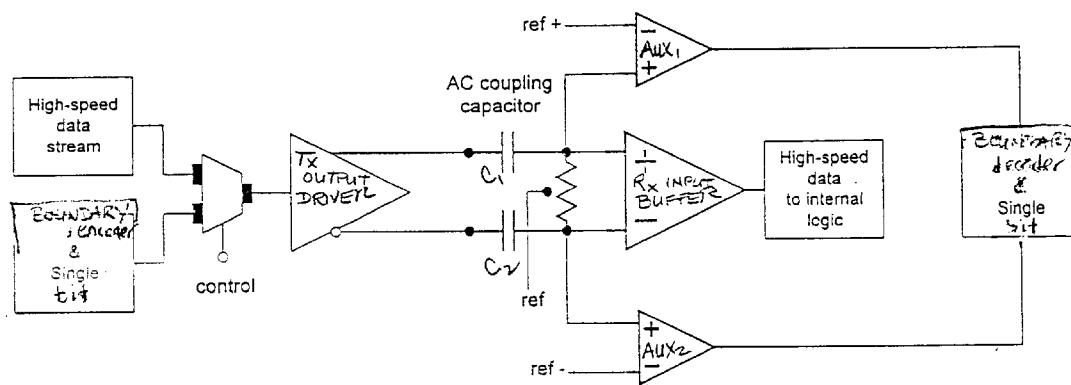 ref +
AUX1
AC coupling
capacitor
High-speed
data
stream
TX
OUTPUT
DRIVER
C1
RX INPUT
BUFFER
High-speed
data
to internal
logic
BOUNDARY
decoder
&
Single
bit
BOUNDARY
encoder
&
Single
bit
control
C2
ref
AUX2
ref -